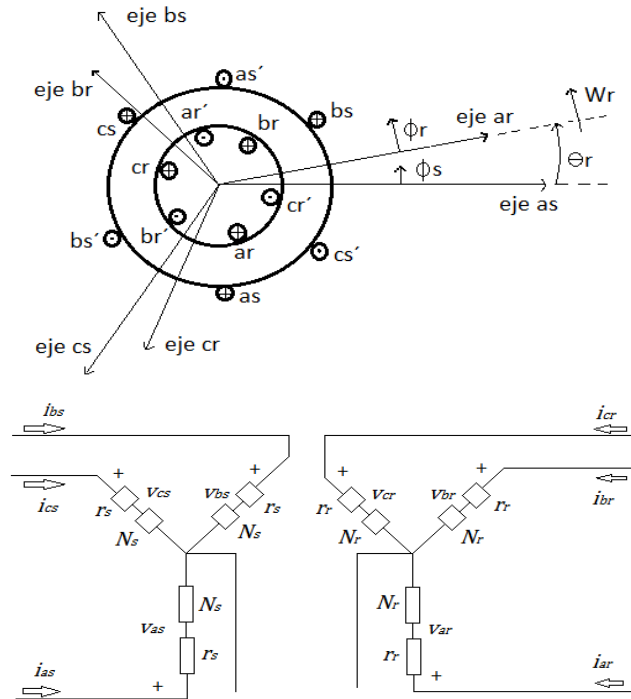 eje bs
eje br
as´
bs
cs
ar´
br
cr
ϕr
eje ar
Wr
ϕs
Θr
cr´
eje as
bs´
br´
ar
cs´
as
eje cs
eje cr
ibs
icr
+
vcs
vbs
+
+
vcr
vbr
+
ics
ibr
rs
Ns
Ns
rs
rr
Nr
Nr
rr
Ns
Nr
vas
var
rs
rr
ias
+
+
iar